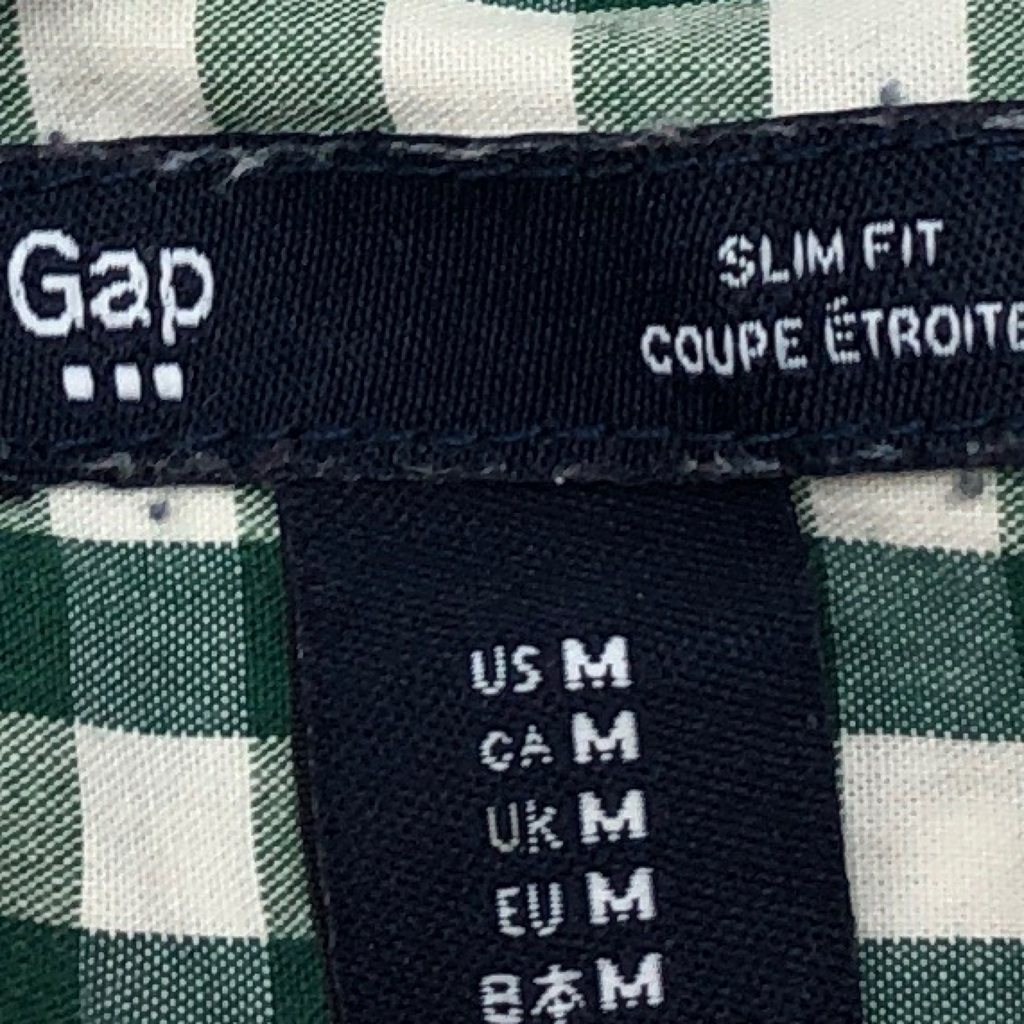 Gap
SLIM FIT
COUPE ÉTROITE
US M
CA M
UK M
EU M
日本 M